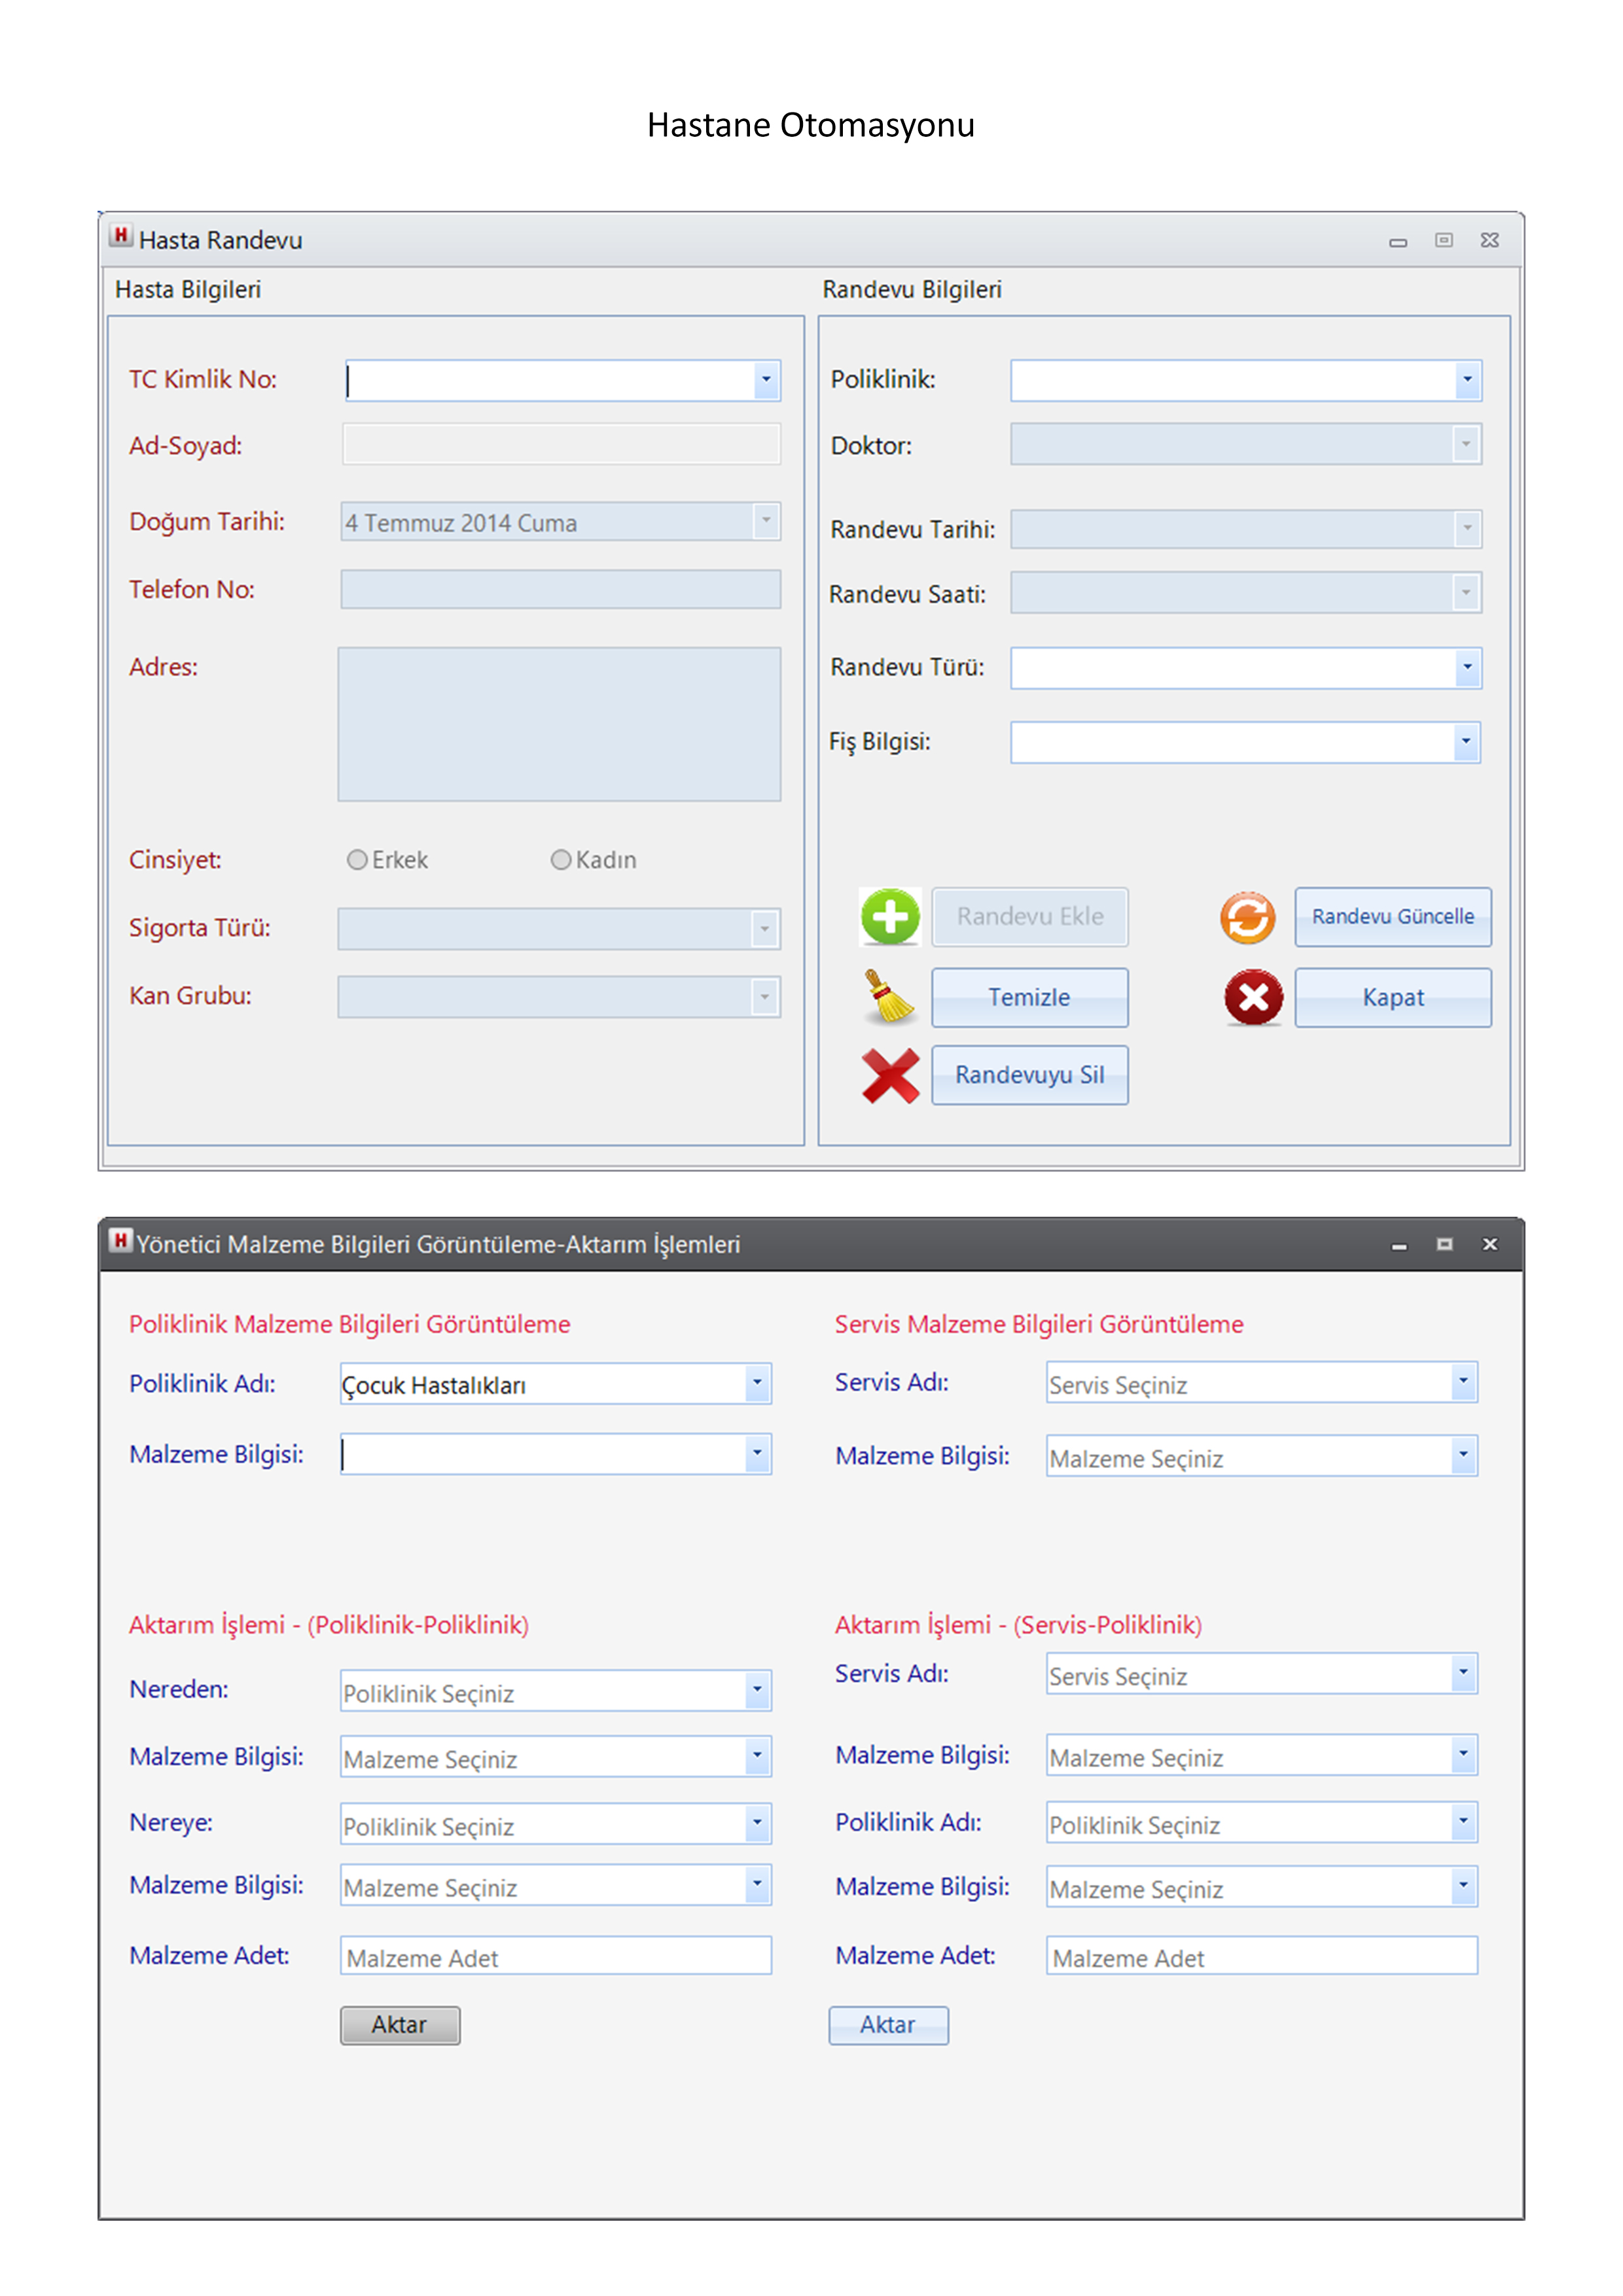 Hastane Otomasyonu
H Hasta Randevu
Hasta Bilgileri
TC Kimlik No:
Ad-Soyad:
Doğum Tarihi: 4 Temmuz 2014 Cuma
Telefon No:
Adres:
Cinsiyet: Erkek Kadın
Sigorta Türü:
Kan Grubu:
Randevu Bilgileri
Poliklinik:
Doktor:
Randevu Tarihi:
Randevu Saati:
Randevu Türü:
Fiş Bilgisi:
Randevu Ekle Randevu Güncelle
Temizle Kapat
Randevuyu Sil
H Yönetici Malzeme Bilgileri Görüntüleme-Aktarım İşlemleri
Poliklinik Malzeme Bilgileri Görüntüleme
Poliklinik Adı: Çocuk Hastalıkları
Malzeme Bilgisi:
Servis Malzeme Bilgileri Görüntüleme
Servis Adı: Servis Seçiniz
Malzeme Bilgisi: Malzeme Seçiniz
Aktarım İşlemi - (Poliklinik-Poliklinik)
Nereden: Poliklinik Seçiniz
Malzeme Bilgisi: Malzeme Seçiniz
Nereye: Poliklinik Seçiniz
Malzeme Bilgisi: Malzeme Seçiniz
Malzeme Adet: Malzeme Adet
Aktar
Aktarım İşlemi - (Servis-Poliklinik)
Servis Adı: Servis Seçiniz
Malzeme Bilgisi: Malzeme Seçiniz
Poliklinik Adı: Poliklinik Seçiniz
Malzeme Bilgisi: Malzeme Seçiniz
Malzeme Adet: Malzeme Adet
Aktar